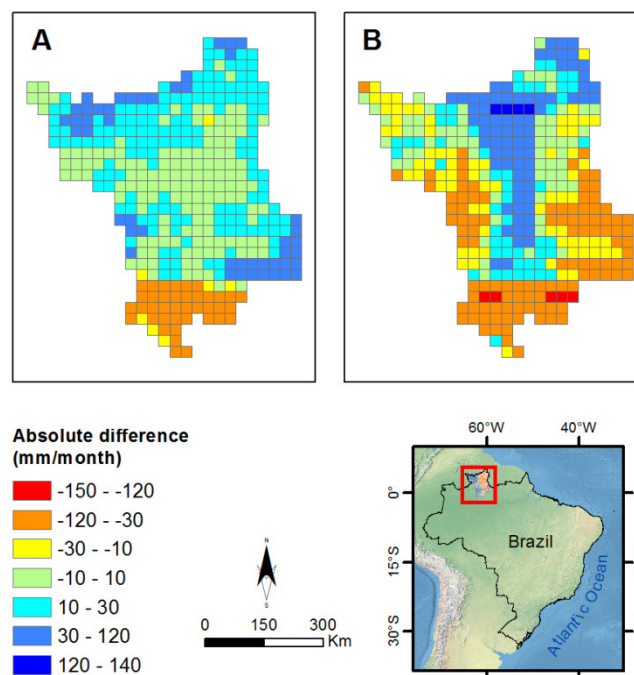 A
B
Absolute difference
(mm/month)
-150 - -120
-120 - -30
-30 - -10
-10 - 10
10 - 30
30 - 120
120 - 140
N
S
0 150 300
Km
60°W 40°W
0°
15°S
30°S
Brazil
Atlantic Ocean